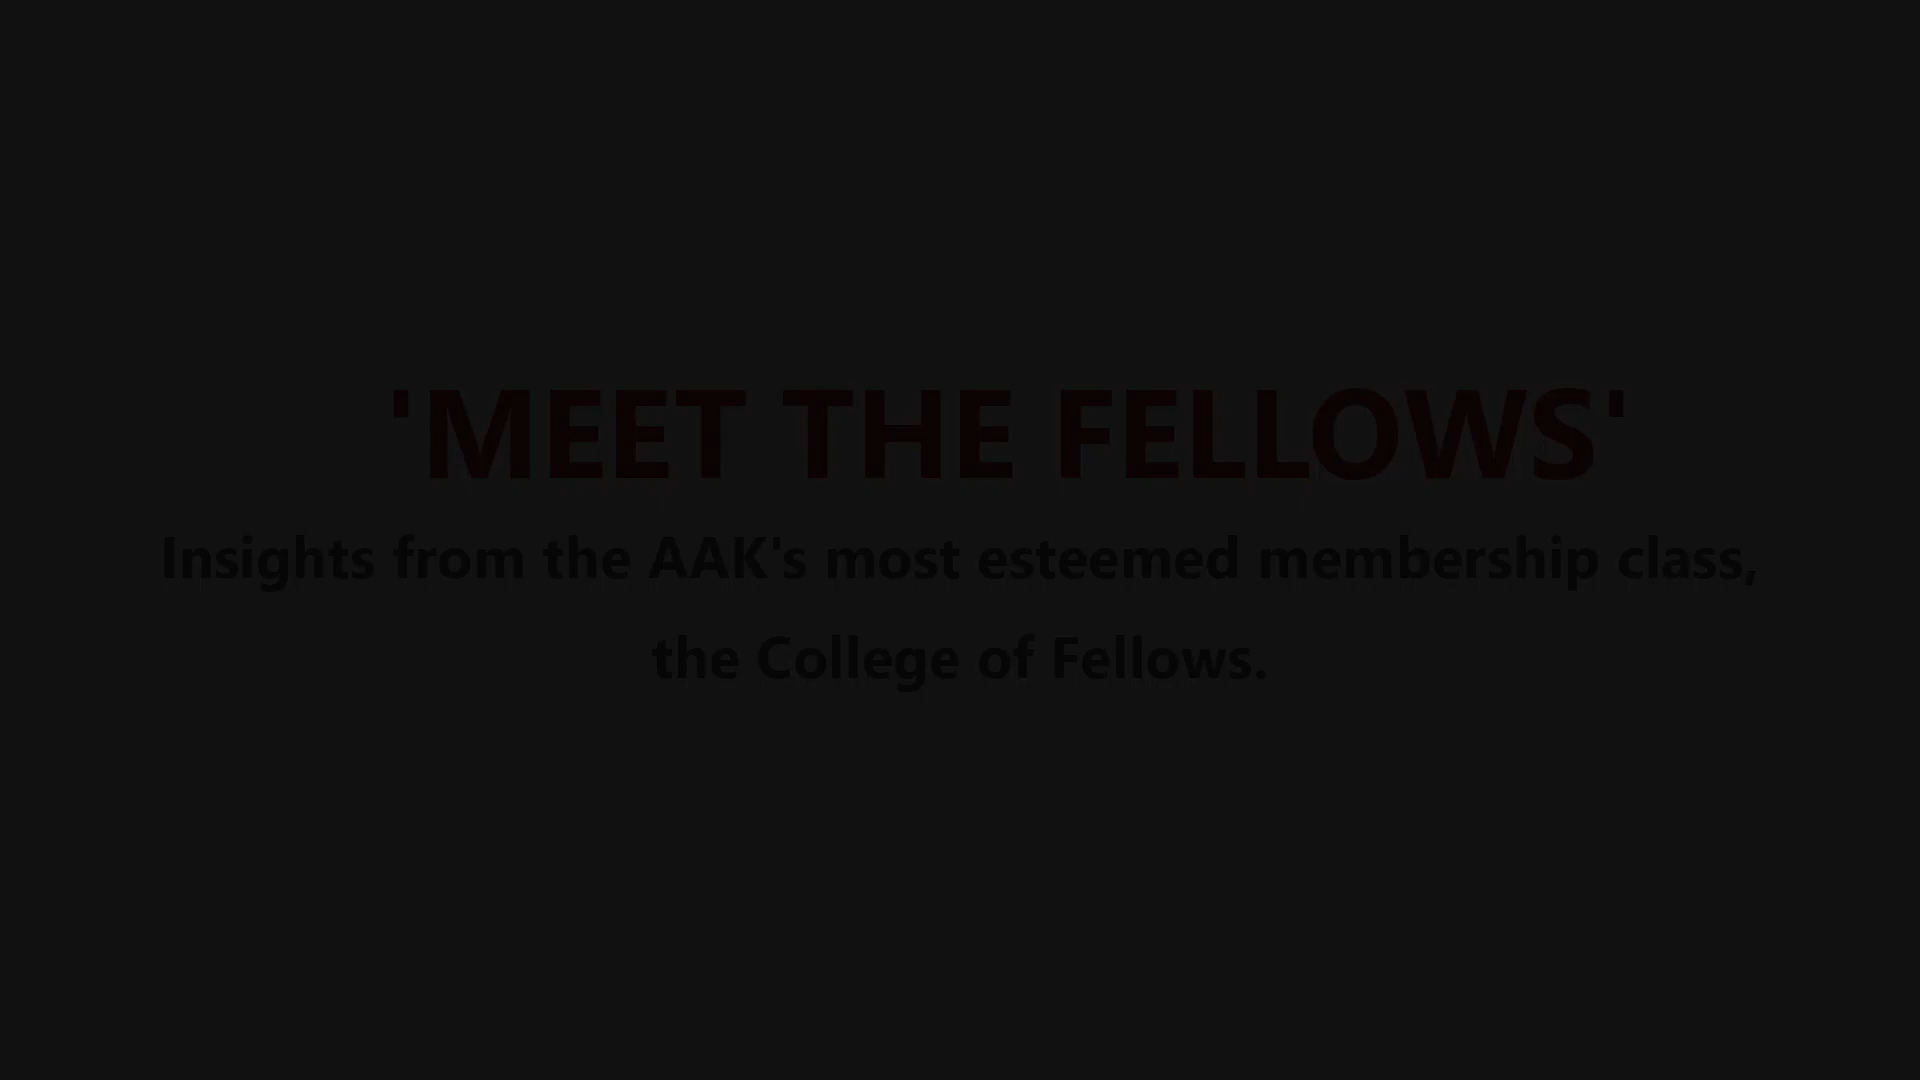 'MEET THE FELLOWS'
Insights from the AAK's most esteemed membership class,
the College of Fellows.